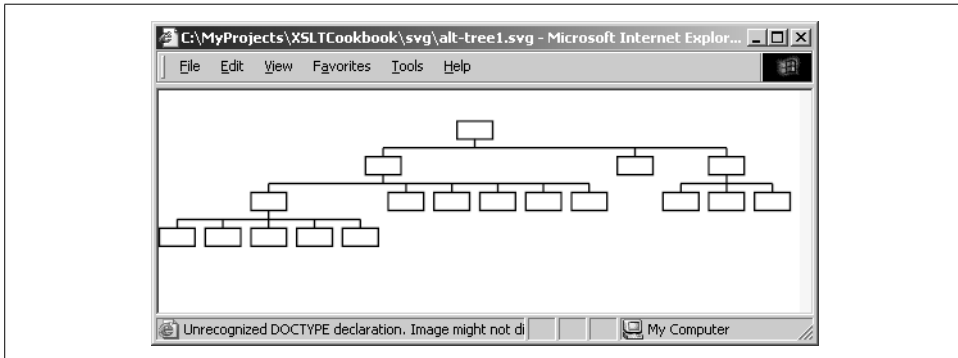 C:\MyProjects\XSLTCookbook\svg\alt-tree1.svg - Microsoft Internet Explor...
File Edit View Favorites Tools Help
Unrecognized DOCTYPE declaration. Image might not di
My Computer